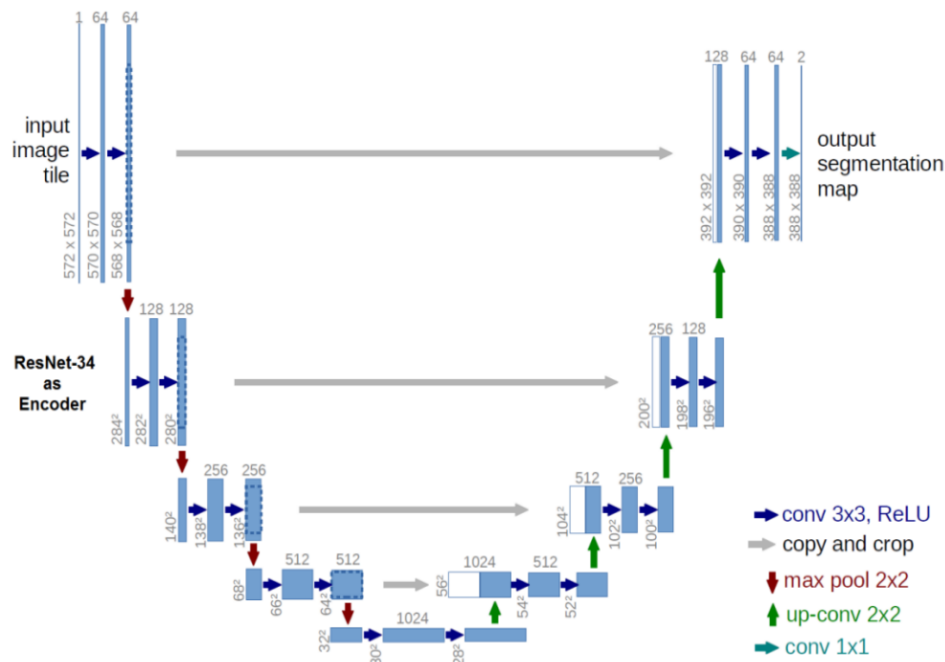 1 64 64
input
image
tile
572 x 572
570 x 570
568 x 568
128 64 64 2
output
segmentation
map
392 x 392
390 x 390
388 x 388
388 x 388
128 128
ResNet-34
as
Encoder
284²
282²
280²
256 128
200²
198²
196²
256 256
140²
138²
136²
512 256
104²
102²
100²
512 512
68²
66²
64²
1024 512
56²
54²
52²
1024
32²
30²
28²
conv 3x3, ReLU
copy and crop
max pool 2x2
up-conv 2x2
conv 1x1